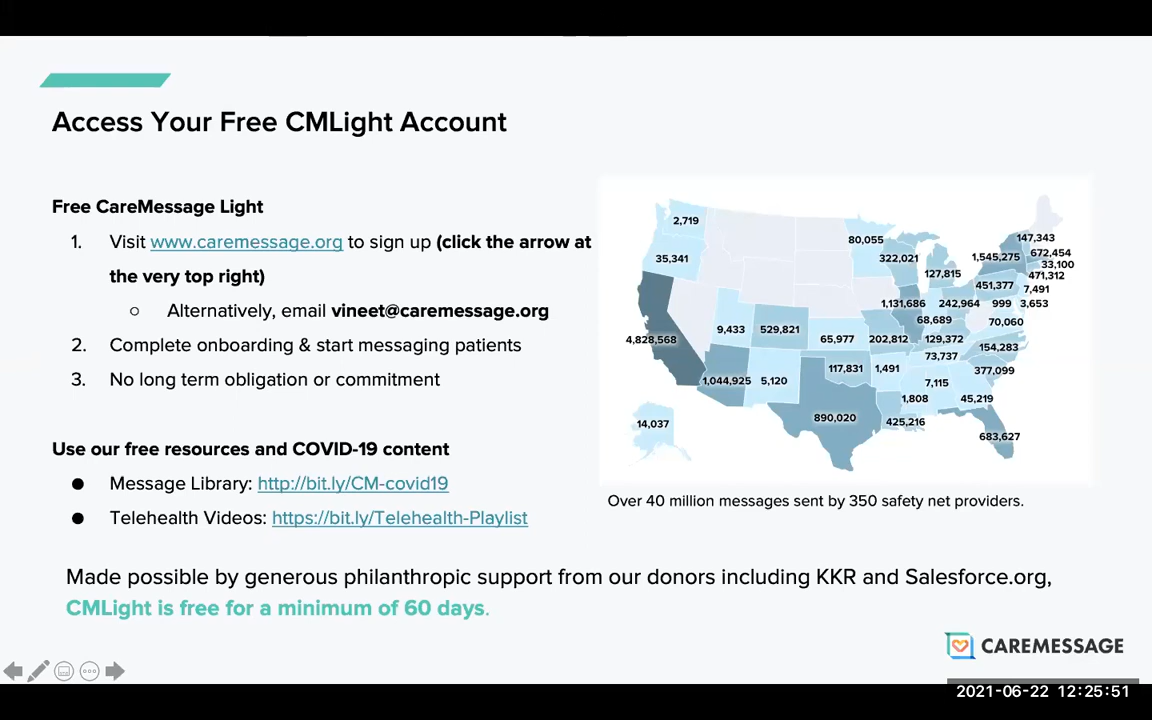 Access Your Free CMLight Account
Free CareMessage Light
1. Visit www.caremessage.org to sign up (click the arrow at
the very top right)
○ Alternatively, email vineet@caremessage.org
2. Complete onboarding & start messaging patients
3. No long term obligation or commitment
Use our free resources and COVID-19 content
● Message Library: http://bit.ly/CM-covid19
● Telehealth Videos: https://bit.ly/Telehealth-Playlist
2,719
35,341
4,828,568
9,433
529,821
1,044,925
5,120
14,037
80,055
322,021
127,815
1,131,686
242,964
68,689
65,977
202,812
129,372
73,737
117,831
1,491
7,115
890,020
1,808
45,219
425,216
683,627
147,343
1,545,275
672,454
33,100
471,312
451,377
7,491
999
3,653
70,060
154,283
377,099
Over 40 million messages sent by 350 safety net providers.
Made possible by generous philanthropic support from our donors including KKR and Salesforce.org,
CMLight is free for a minimum of 60 days.
CAREMESSAGE
2021-06-22 12:25:51